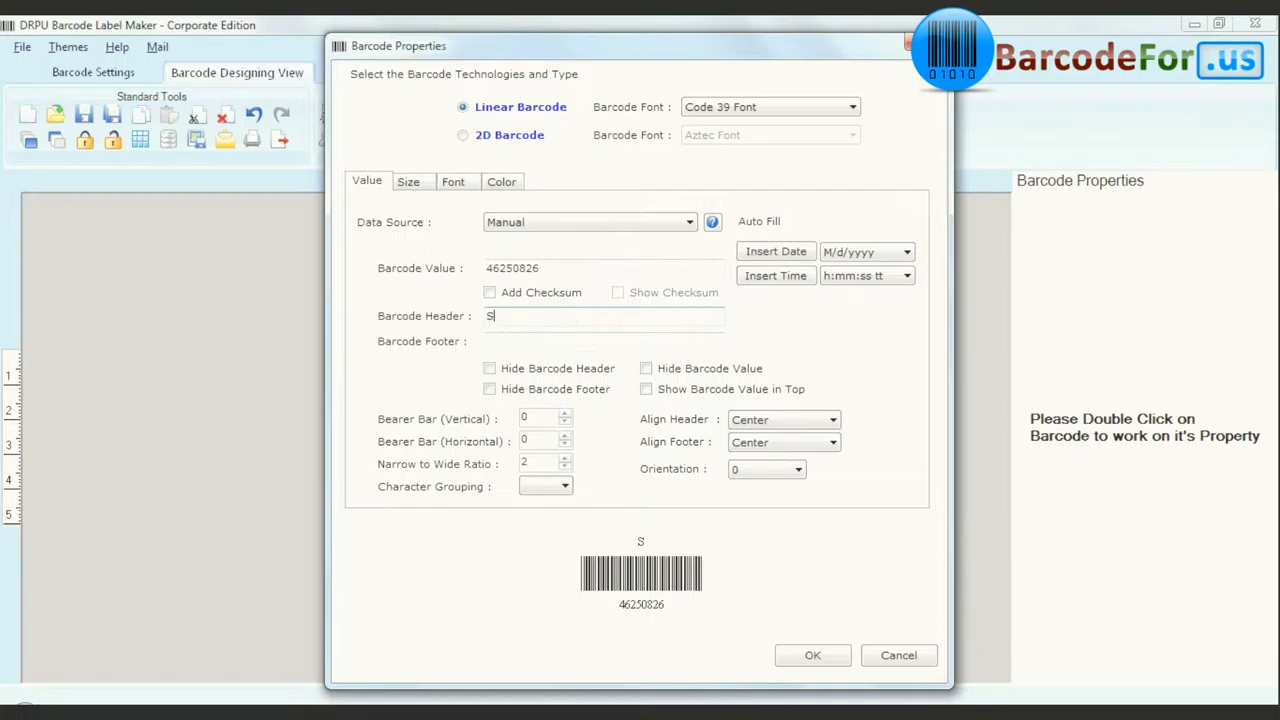 DRPU Barcode Label Maker - Corporate Edition
File Themes Help Mail
Barcode Settings Barcode Designing View
Standard Tools
Barcode Properties
01010
BarcodeFor.us
Select the Barcode Technologies and Type
Linear Barcode Barcode Font : Code 39 Font
2D Barcode Barcode Font : Aztec Font
Value Size Font Color
Data Source : Manual ? Auto Fill
Insert Date M/d/yyyy
Barcode Value : 46250826
Insert Time h:mm:ss tt
Add Checksum Show Checksum
Barcode Header : S
Barcode Footer :
Hide Barcode Header Hide Barcode Value
Hide Barcode Footer Show Barcode Value in Top
Bearer Bar (Vertical) : 0 Align Header : Center
Bearer Bar (Horizontal) : 0 Align Footer : Center
Narrow to Wide Ratio : 2 Orientation : 0
Character Grouping :
S
46250826
OK Cancel
Barcode Properties
Please Double Click on
Barcode to work on it's Property
1
2
3
4
5